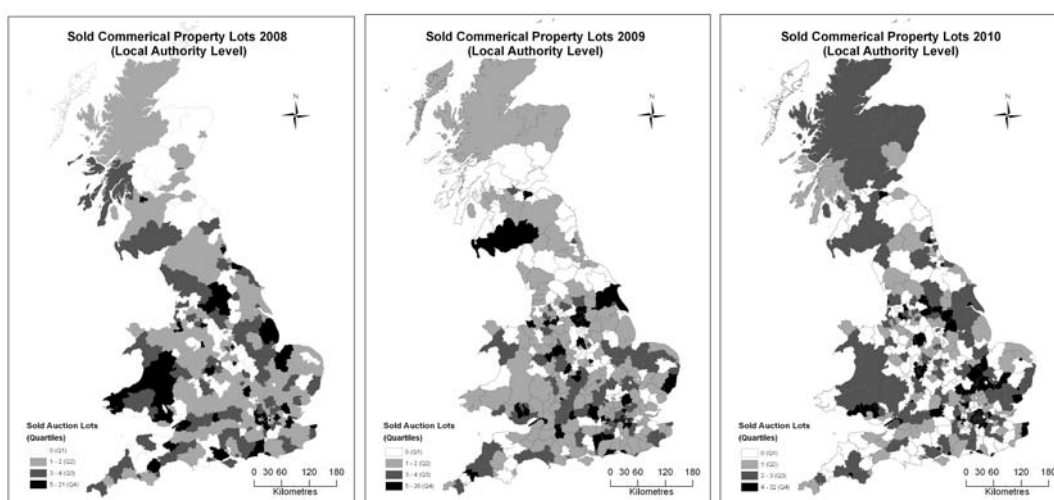 Sold Commerical Property Lots 2008
(Local Authority Level)
N
Sold Auction Lots
(Quartiles)
0 (Q1)
1 - 2 (Q2)
3 - 4 (Q3)
5 - 21 (Q4)
0 30 60 120 180
Kilometres
Sold Commerical Property Lots 2009
(Local Authority Level)
N
Sold Auction Lots
(Quartiles)
0 (Q1)
1 - 2 (Q2)
3 - 4 (Q3)
5 - 26 (Q4)
0 30 60 120 180
Kilometres
Sold Commerical Property Lots 2010
(Local Authority Level)
N
Sold Auction Lots
(Quartiles)
0 (Q1)
1 (Q2)
2 - 3 (Q3)
4 - 32 (Q4)
0 30 60 120 180
Kilometres